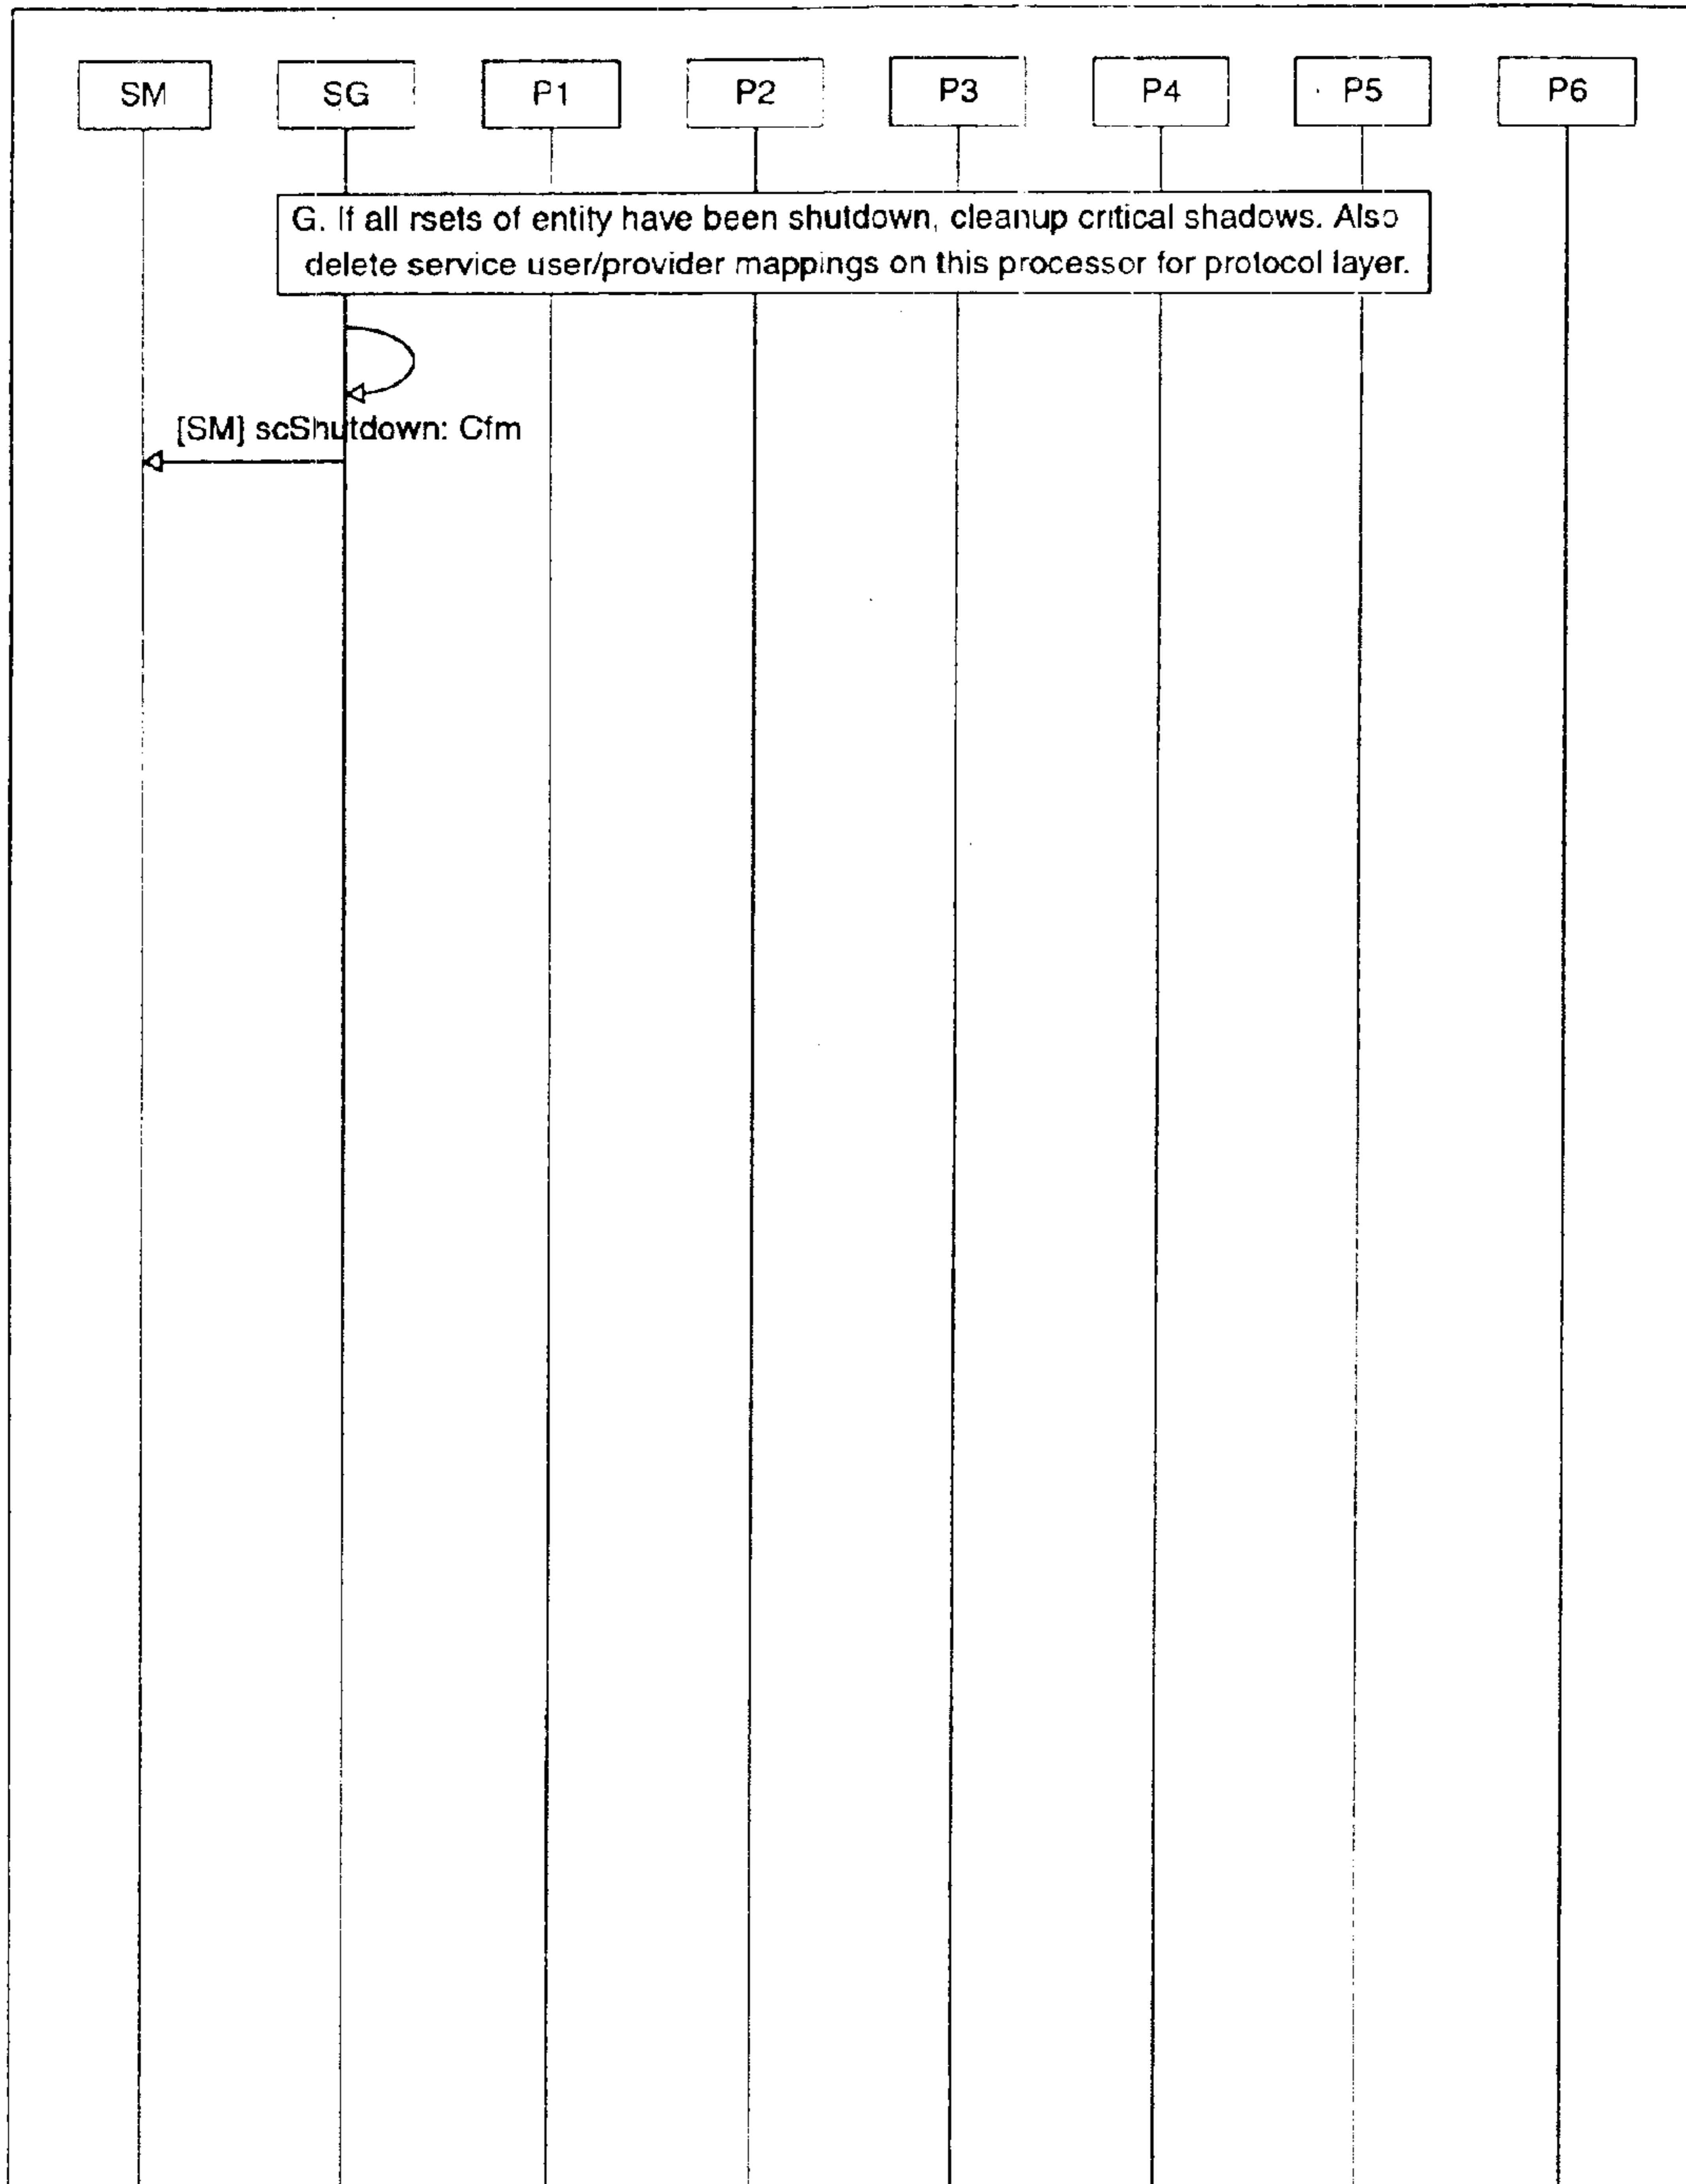 SM SG P1 P2 P3 P4 P5 P6
G. If all rsets of entity have been shutdown, cleanup critical shadows. Also
delete service user/provider mappings on this processor for protocol layer.
[SM] scShutdown: Cfm